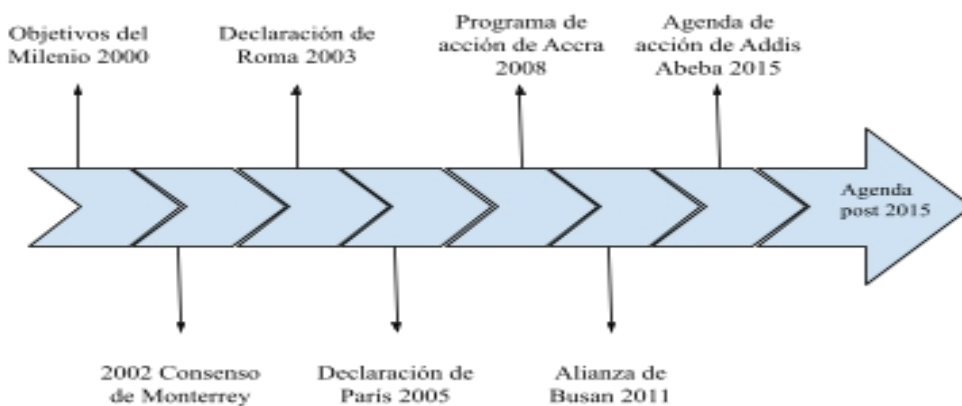 Objetivos del
Milenio 2000
Declaración de
Roma 2003
Programa de
acción de Accra
2008
Agenda de
acción de Addis
Abeba 2015
Agenda
post 2015
2002 Consenso
de Monterrey
Declaración de
París 2005
Alianza de
Busan 2011